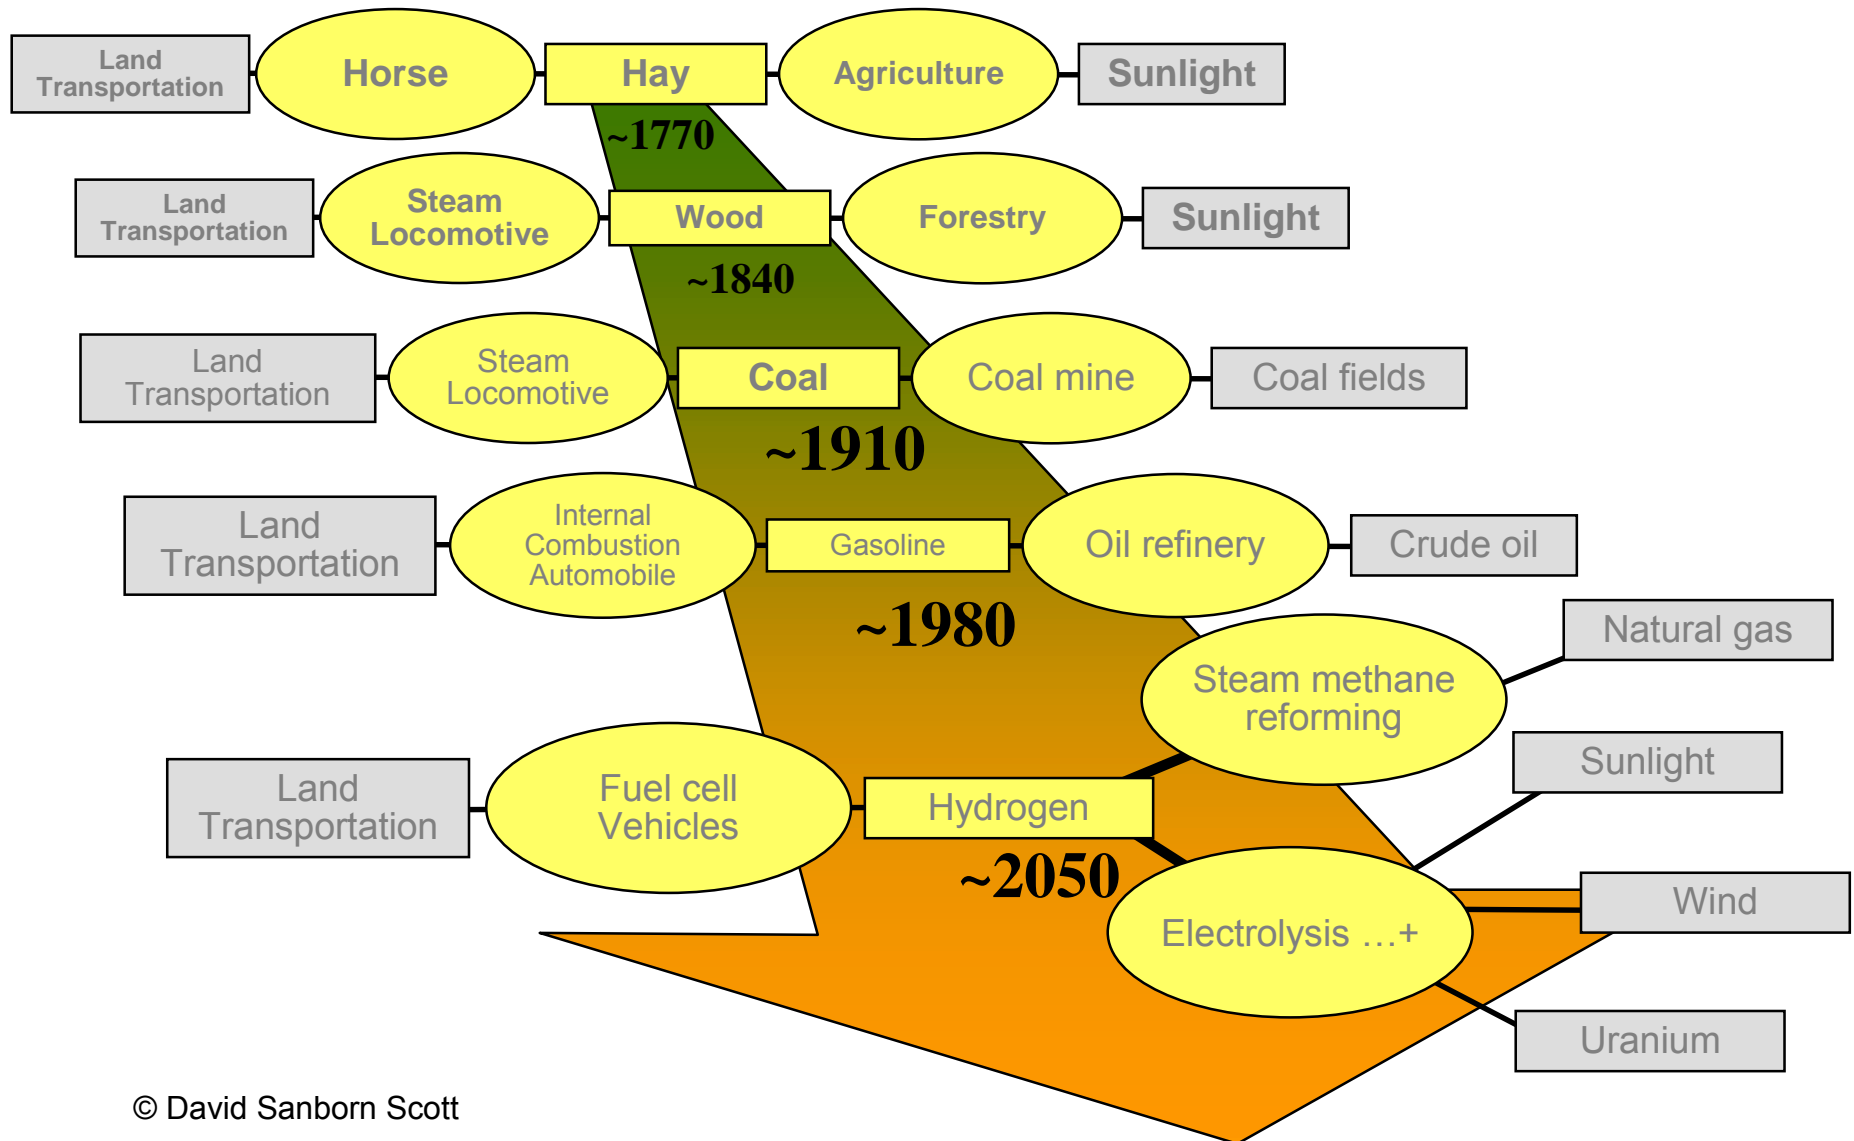 Land
Transportation
Horse
Hay
Agriculture
Sunlight
~1770
Land
Transportation
Steam
Locomotive
Wood
Forestry
Sunlight
~1840
Land
Transportation
Steam
Locomotive
Coal
Coal mine
Coal fields
~1910
Land
Transportation
Internal
Combustion
Automobile
Gasoline
Oil refinery
Crude oil
~1980
Natural gas
Steam methane
reforming
Sunlight
Land
Transportation
Fuel cell
Vehicles
Hydrogen
~2050
Wind
Electrolysis …+
Uranium
© David Sanborn Scott